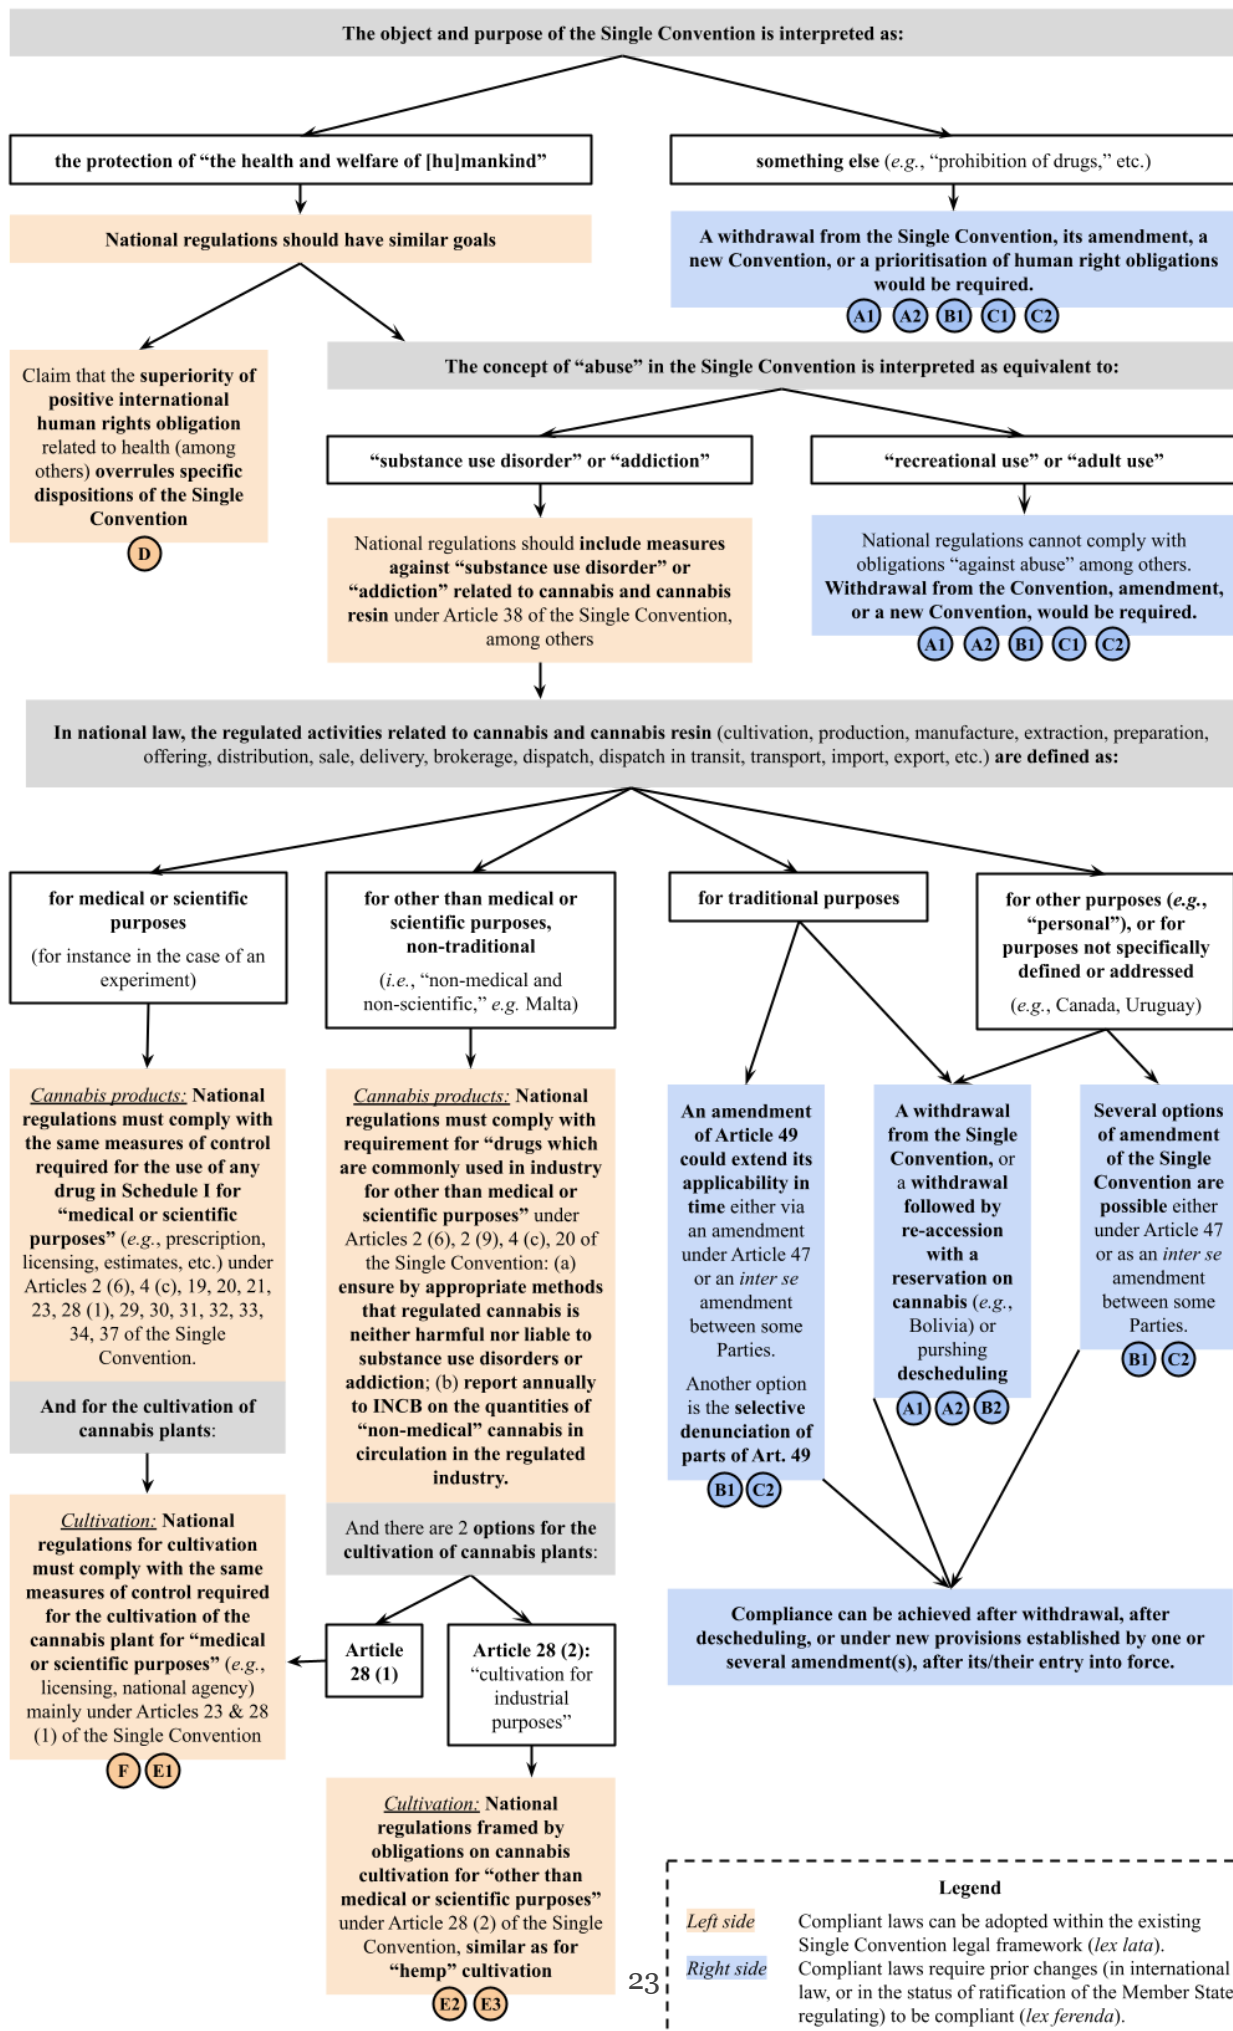 The object and purpose of the Single Convention is interpreted as:
the protection of “the health and welfare of [hu]mankind”
something else (e.g., “prohibition of drugs,” etc.)
National regulations should have similar goals
A withdrawal from the Single Convention, its amendment, a
new Convention, or a prioritisation of human right obligations
would be required.
A1 A2 B1 C1 C2
Claim that the superiority of
positive international
human rights obligation
related to health (among
others) overrules specific
dispositions of the Single
Convention
D
The concept of “abuse” in the Single Convention is interpreted as equivalent to:
“substance use disorder” or “addiction”
“recreational use” or “adult use”
National regulations should include measures
against “substance use disorder” or
“addiction” related to cannabis and cannabis
resin under Article 38 of the Single Convention,
among others
National regulations cannot comply with
obligations “against abuse” among others.
Withdrawal from the Convention, amendment,
or a new Convention, would be required.
A1 A2 B1 C1 C2
In national law, the regulated activities related to cannabis and cannabis resin (cultivation, production, manufacture, extraction, preparation,
offering, distribution, sale, delivery, brokerage, dispatch, dispatch in transit, transport, import, export, etc.) are defined as:
for medical or scientific
purposes
(for instance in the case of an
experiment)
for other than medical or
scientific purposes,
non-traditional
(i.e., “non-medical and
non-scientific,” e.g. Malta)
for traditional purposes
for other purposes (e.g.,
“personal”), or for
purposes not specifically
defined or addressed
(e.g., Canada, Uruguay)
Cannabis products: National
regulations must comply with
the same measures of control
required for the use of any
drug in Schedule I for
“medical or scientific
purposes” (e.g., prescription,
licensing, estimates, etc.) under
Articles 2 (6), 4 (c), 19, 20, 21,
23, 28 (1), 29, 30, 31, 32, 33,
34, 37 of the Single
Convention.
And for the cultivation of
cannabis plants:
Cultivation: National
regulations for cultivation
must comply with the same
measures of control required
for the cultivation of the
cannabis plant for “medical
or scientific purposes” (e.g.,
licensing, national agency)
mainly under Articles 23 & 28
(1) of the Single Convention
F E1
Cannabis products: National
regulations must comply with
requirement for “drugs which
are commonly used in industry
for other than medical or
scientific purposes” under
Articles 2 (6), 2 (9), 4 (c), 20 of
the Single Convention: (a)
ensure by appropriate methods
that regulated cannabis is
neither harmful nor liable to
substance use disorders or
addiction; (b) report annually
to INCB on the quantities of
“non-medical” cannabis in
circulation in the regulated
industry.
And there are 2 options for the
cultivation of cannabis plants:
Article
28 (1)
Article 28 (2):
“cultivation for
industrial
purposes”
Cultivation: National
regulations framed by
obligations on cannabis
cultivation for “other than
medical or scientific purposes”
under Article 28 (2) of the Single
Convention, similar as for
“hemp” cultivation
E2 E3
An amendment
of Article 49
could extend its
applicability in
time either via
an amendment
under Article 47
or an inter se
amendment
between some
Parties.
Another option
is the selective
denunciation of
parts of Art. 49
B1 C2
A withdrawal
from the Single
Convention, or
a withdrawal
followed by
re-accession
with a
reservation on
cannabis (e.g.,
Bolivia) or
purshing
descheduling
A1 A2 B2
Several options
of amendment
of the Single
Convention are
possible either
under Article 47
or as an inter se
amendment
between some
Parties.
B1 C2
Compliance can be achieved after withdrawal, after
descheduling, or under new provisions established by one or
several amendment(s), after its/their entry into force.
23
Legend
Left side Compliant laws can be adopted within the existing
Single Convention legal framework (lex lata).
Right side Compliant laws require prior changes (in international
law, or in the status of ratification of the Member State
regulating) to be compliant (lex ferenda).